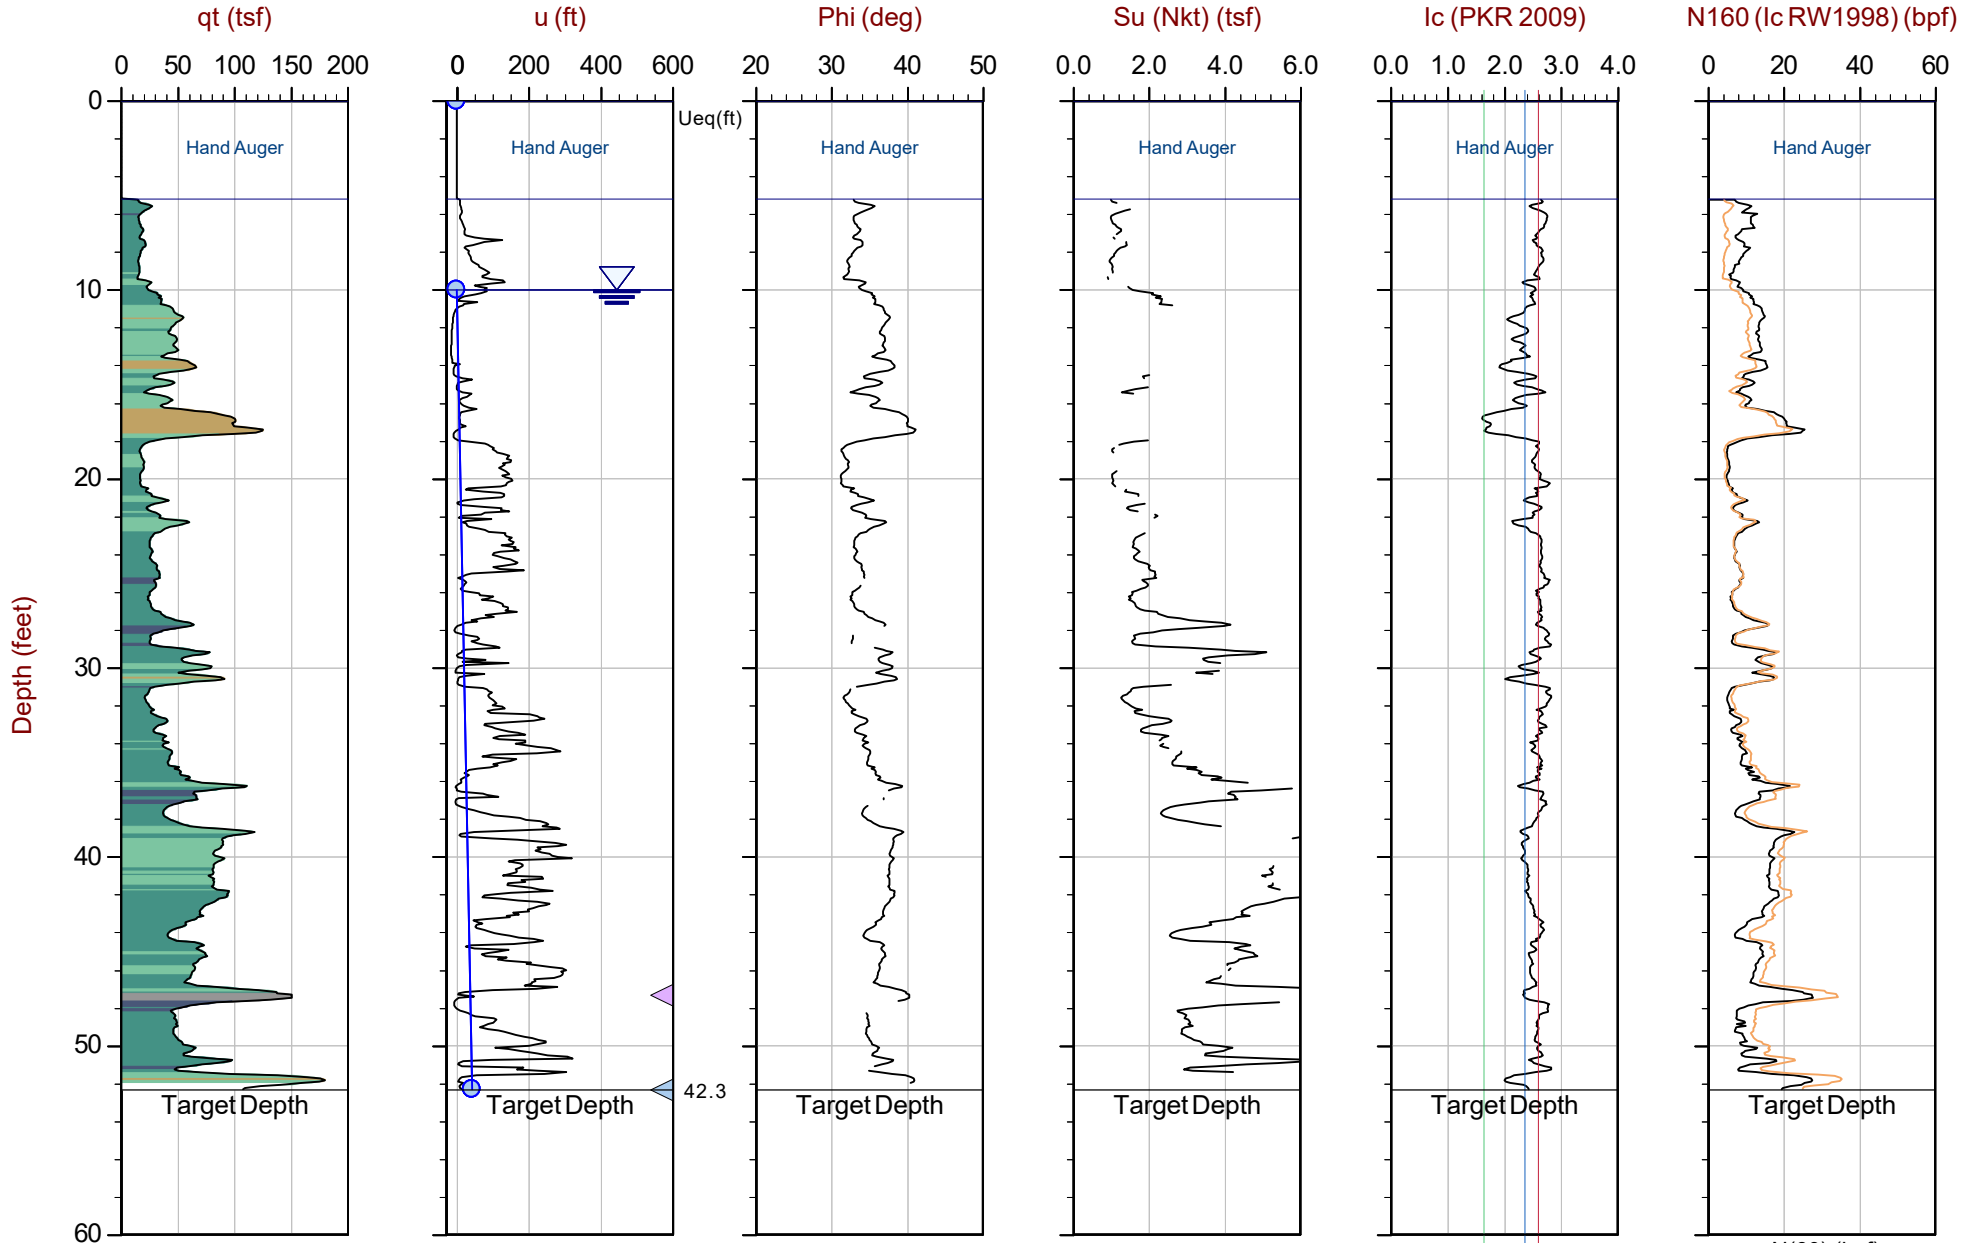 qt (tsf) u (ft) Phi (deg) Su (Nkt) (tsf) Ic (PKR 2009) N160 (Ic RW1998) (bpf)
0 50 100 150 200 0 200 400 600 20 30 40 50 0.0 2.0 4.0 6.0 0.0 1.0 2.0 3.0 4.0 0 20 40 60
0
Ueq(ft)
Hand Auger Hand Auger Hand Auger Hand Auger Hand Auger Hand Auger
10
20
30
Depth (feet)
40
50
42.3
Target Depth Target Depth Target Depth Target Depth Target Depth Target Depth
60